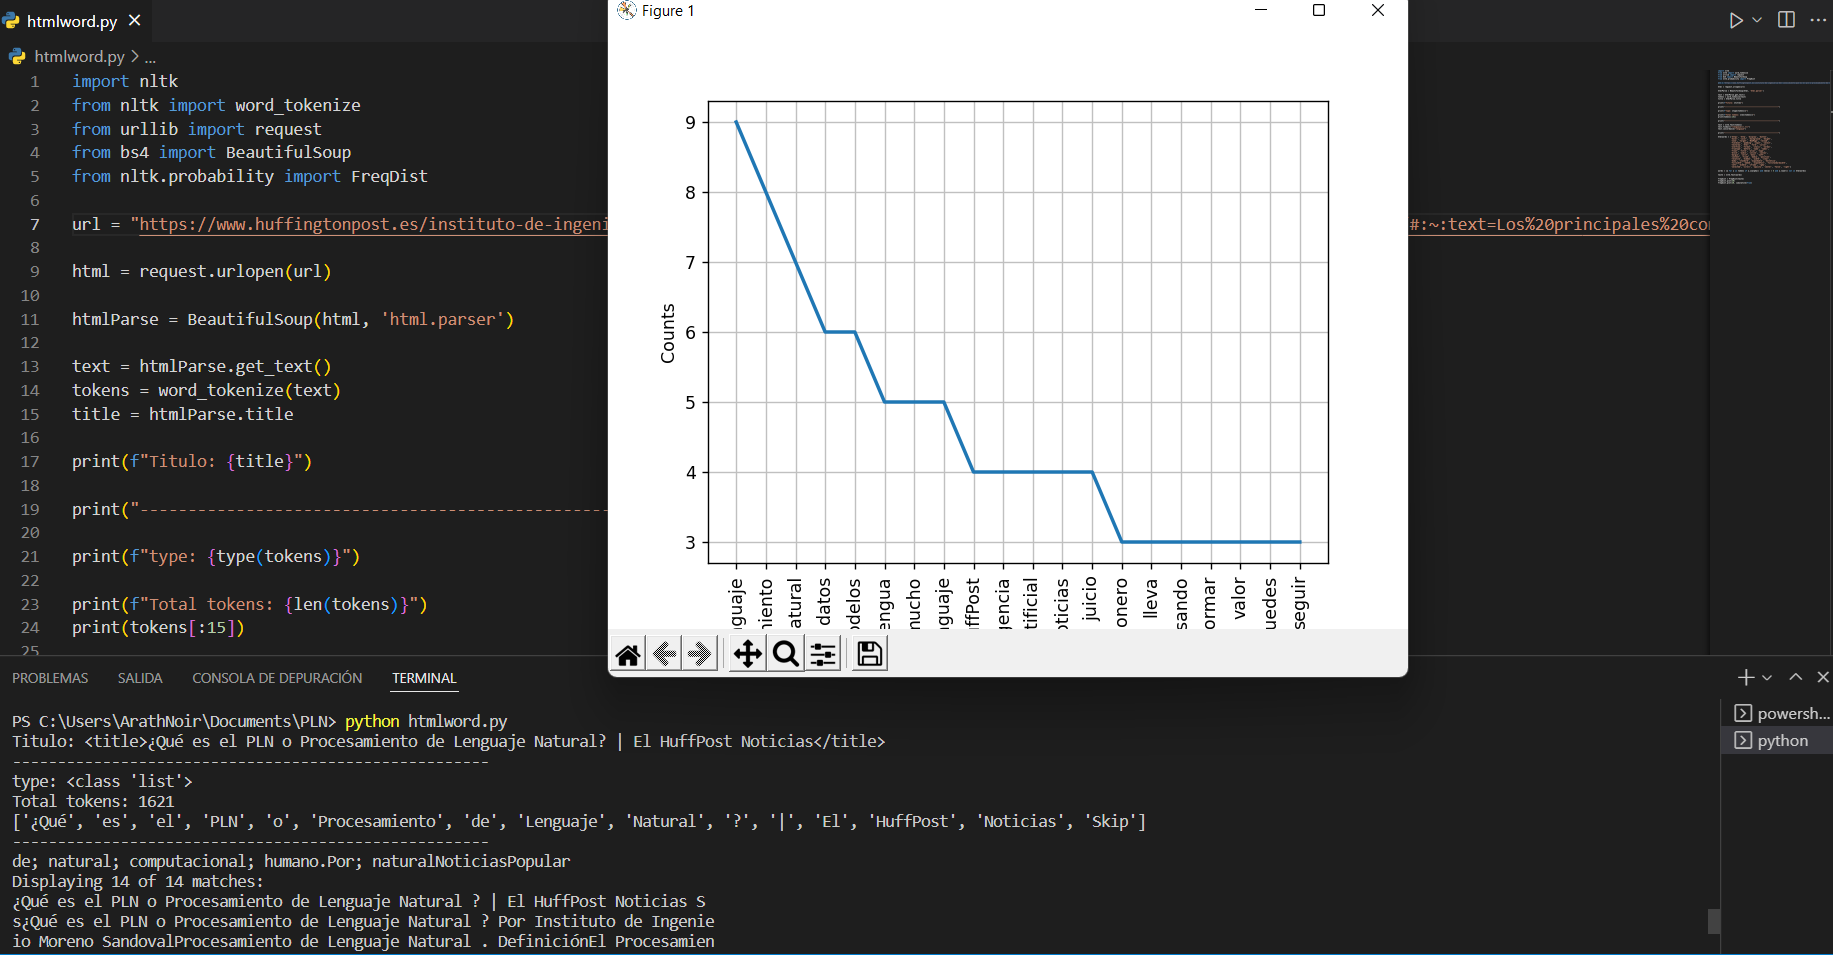 htmlword.py
htmlword.py > ...
1 import nltk
2 from nltk import word_tokenize
3 from urllib import request
4 from bs4 import BeautifulSoup
5 from nltk.probability import FreqDist
6
7 url = "https://www.huffingtonpost.es/instituto-de-ingeni
#:~:text=Los%20principales%20co
8
9 html = request.urlopen(url)
10
11 htmlParse = BeautifulSoup(html, 'html.parser')
12
13 text = htmlParse.get_text()
14 tokens = word_tokenize(text)
15 title = htmlParse.title
16
17 print(f"Titulo: {title}")
18
19 print("-------------------------------------------------
20
21 print(f"type: {type(tokens)}")
22
23 print(f"Total tokens: {len(tokens)}")
24 print(tokens[:15])
25
Figure 1
Counts
9
8
7
6
5
4
3
nguaje
niento
atural
datos
odelos
engua
mucho
nguaje
uffPost
gencia
tificial
oticias
juicio
onero
lleva
sando
ormar
valor
uedes
seguir
PROBLEMAS SALIDA CONSOLA DE DEPURACIÓN TERMINAL
powersh...
python
PS C:\Users\ArathNoir\Documents\PLN> python htmlword.py
Titulo: <title>¿Qué es el PLN o Procesamiento de Lenguaje Natural? | El HuffPost Noticias</title>
--------------------------------------------------
type: <class 'list'>
Total tokens: 1621
['¿Qué', 'es', 'el', 'PLN', 'o', 'Procesamiento', 'de', 'Lenguaje', 'Natural', '?', '|', 'El', 'HuffPost', 'Noticias', 'Skip']
--------------------------------------------------
de; natural; computacional; humano.Por; naturalNoticiasPopular
Displaying 14 of 14 matches:
¿Qué es el PLN o Procesamiento de Lenguaje Natural ? | El HuffPost Noticias S
s¿Qué es el PLN o Procesamiento de Lenguaje Natural ? Por Instituto de Ingenie
io Moreno SandovalProcesamiento de Lenguaje Natural . DefiniciónEl Procesamien